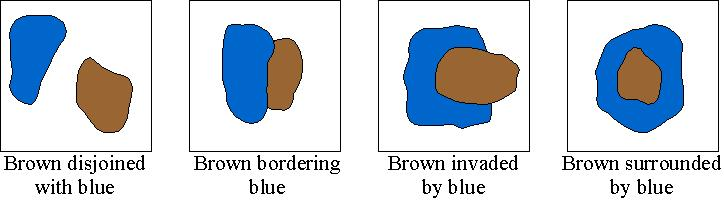 Brown disjoined
with blue
Brown bordering
blue
Brown invaded
by blue
Brown surrounded
by blue